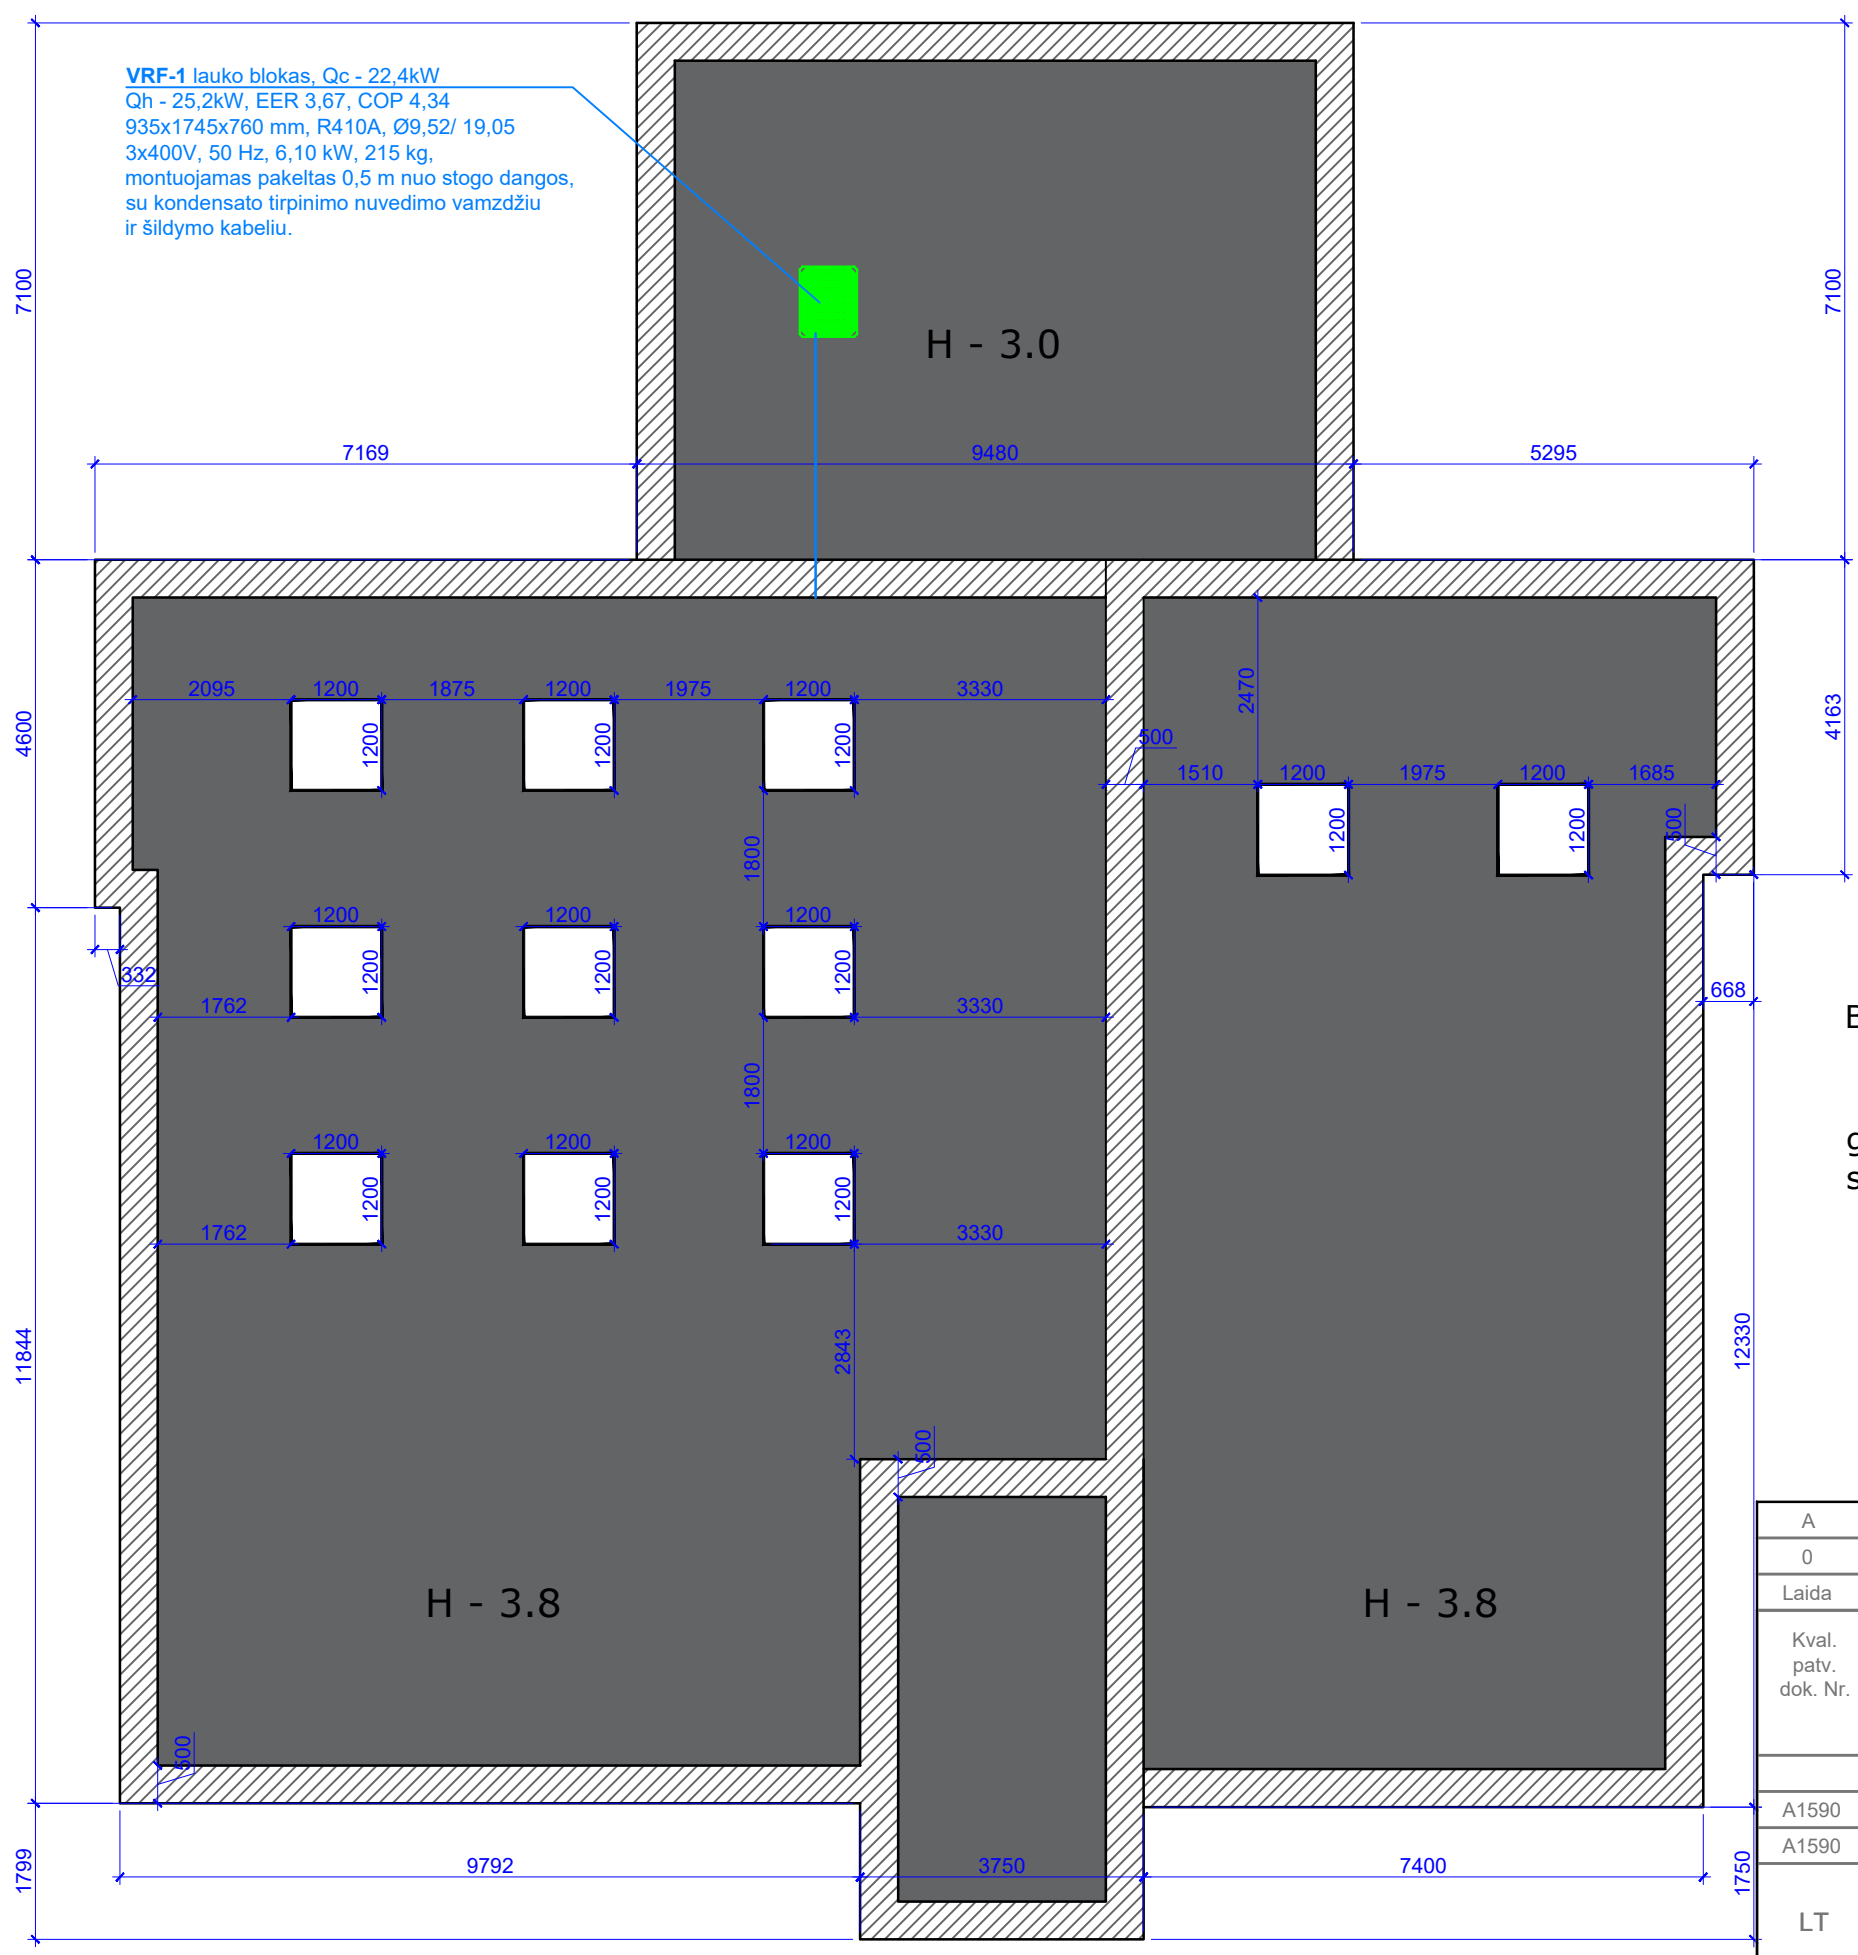 VRF-1 lauko blokas, Qc - 22,4kW
Qh - 25,2kW, EER 3,67, COP 4,34
935x1745x760 mm, R410A, Ø9,52/ 19,05
3x400V, 50 Hz, 6,10 kW, 215 kg,
montuojamas pakeltas 0,5 m nuo stogo dangos,
su kondensato tirpinimo nuvedimo vamzdžiu
ir šildymo kabeliu.
7100
7100
H - 3.0
7169
9480
5295
4600
4163
2095
1200
1875
1200
1975
1200
3330
1200
1200
1200
2470
500
1510
1200
1975
1200
1685
1200
1200
500
1800
332
1200
1200
1200
1200
1200
1200
1762
3330
668
1800
1200
1200
1200
1200
1200
1200
1762
3330
11844
2843
12330
500
H - 3.8
H - 3.8
500
1799
9792
3750
7400
1750
B
g
s
A
0
Laida
Kval.
patv.
dok. Nr.
A1590
A1590
LT